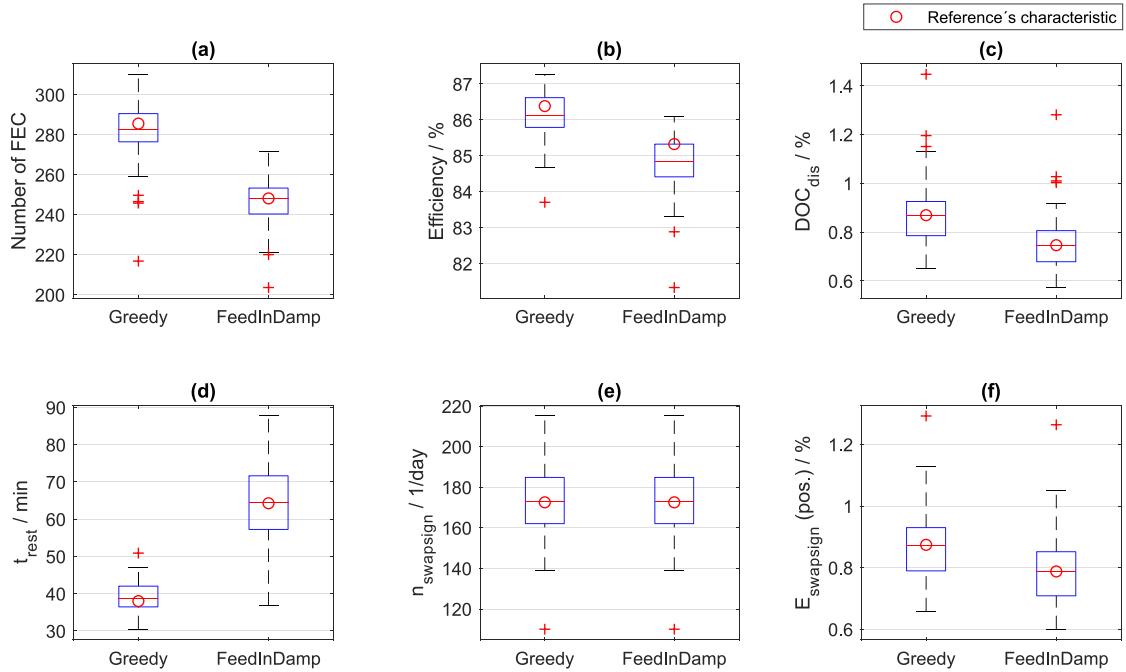 Reference´s characteristic
(a)
Number of FEC
300
280
260
240
220
200
Greedy
FeedInDamp
(b)
Efficiency / %
87
86
85
84
83
82
Greedy
FeedInDamp
(c)
DOCdis / %
1.4
1.2
1
0.8
0.6
Greedy
FeedInDamp
(d)
trest / min
90
80
70
60
50
40
30
Greedy
FeedInDamp
(e)
nswapsign / 1/day
220
200
180
160
140
120
Greedy
FeedInDamp
(f)
Eswapsign (pos.) / %
1.2
1
0.8
0.6
Greedy
FeedInDamp